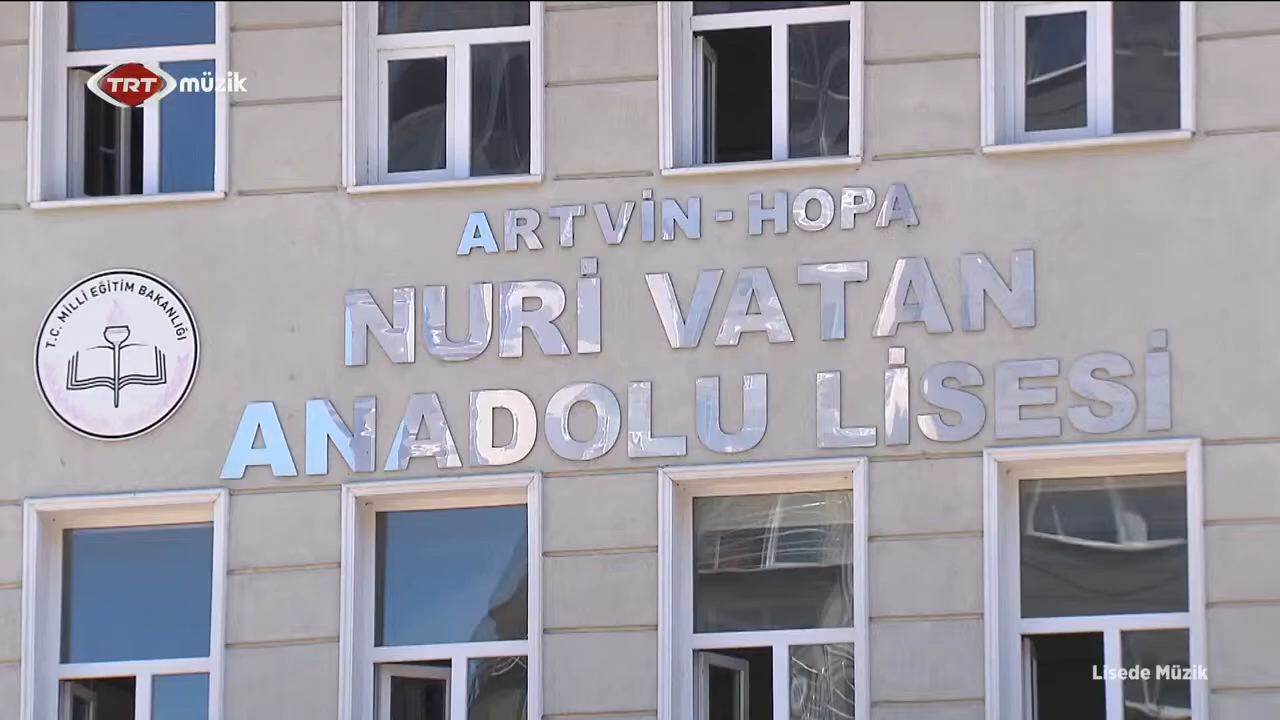 TRT müzik
ARTVİN - HOPA
NURİ VATAN
ANADOLU LİSESİ
T.C. MİLLİ EĞİTİM BAKANLIĞI
Lisede Müzik